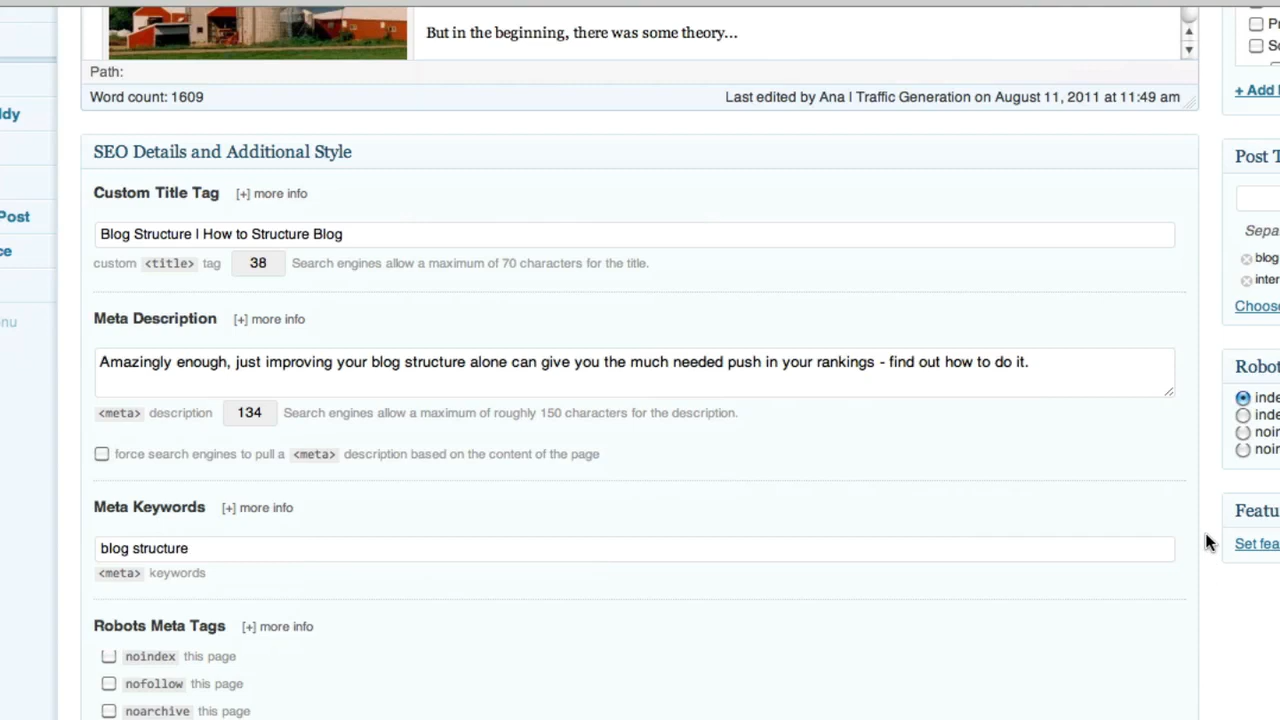 But in the beginning, there was some theory...
Path:
Word count: 1609
Last edited by Ana | Traffic Generation on August 11, 2011 at 11:49 am
+ Add
ddy
Post
ce
nu
SEO Details and Additional Style
Custom Title Tag [+] more info
Blog Structure | How to Structure Blog
custom <title> tag 38 Search engines allow a maximum of 70 characters for the title.
Meta Description [+] more info
Amazingly enough, just improving your blog structure alone can give you the much needed push in your rankings - find out how to do it.
<meta> description 134 Search engines allow a maximum of roughly 150 characters for the description.
force search engines to pull a <meta> description based on the content of the page
Meta Keywords [+] more info
blog structure
<meta> keywords
Robots Meta Tags [+] more info
noindex this page
nofollow this page
noarchive this page
Post T
Sepa
blog
inter
Choose
Robot
inde
inde
noin
noin
Featu
Set fea